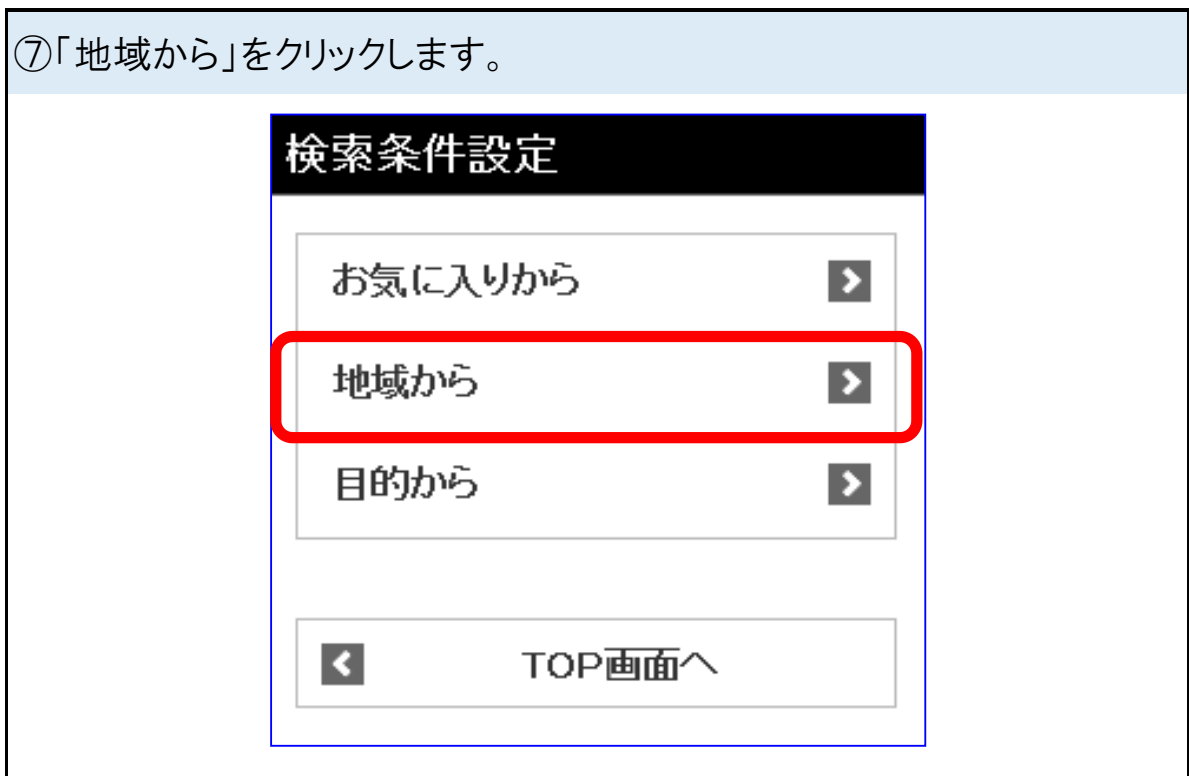 ⑦「地域から」をクリックします。
検索条件設定
お気に入りから
地域から
目的から
TOP画面へ